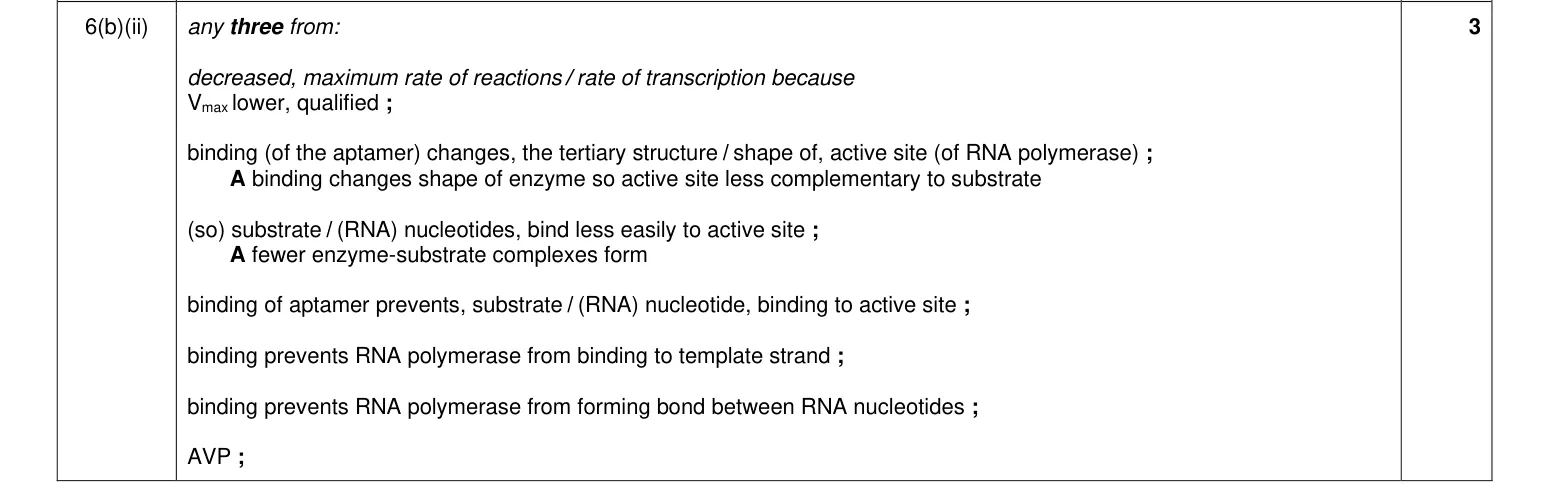 6(b)(ii) any three from: 3
decreased, maximum rate of reactions / rate of transcription because
Vmax lower, qualified ;
binding (of the aptamer) changes, the tertiary structure / shape of, active site (of RNA polymerase) ;
A binding changes shape of enzyme so active site less complementary to substrate
(so) substrate / (RNA) nucleotides, bind less easily to active site ;
A fewer enzyme-substrate complexes form
binding of aptamer prevents, substrate / (RNA) nucleotide, binding to active site ;
binding prevents RNA polymerase from binding to template strand ;
binding prevents RNA polymerase from forming bond between RNA nucleotides ;
AVP ;